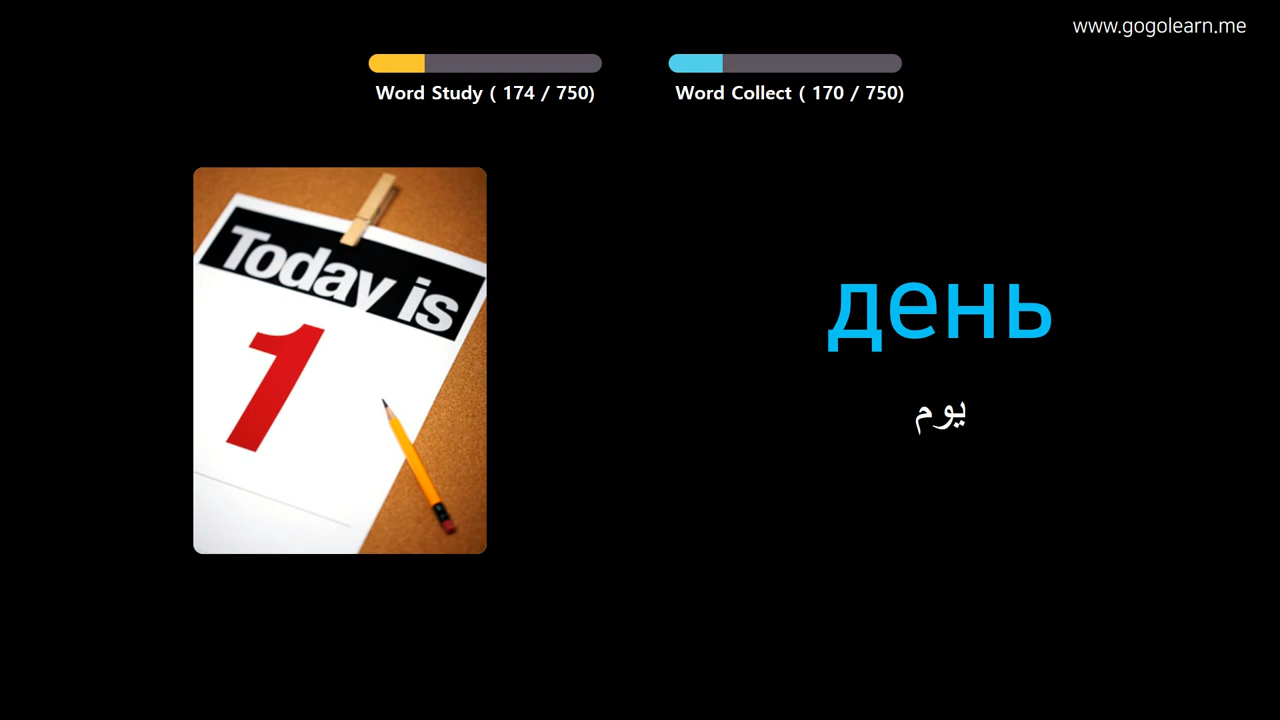 www.gogolearn.me
Word Study ( 174 / 750)
Word Collect ( 170 / 750)
Today is
1
день
يوم